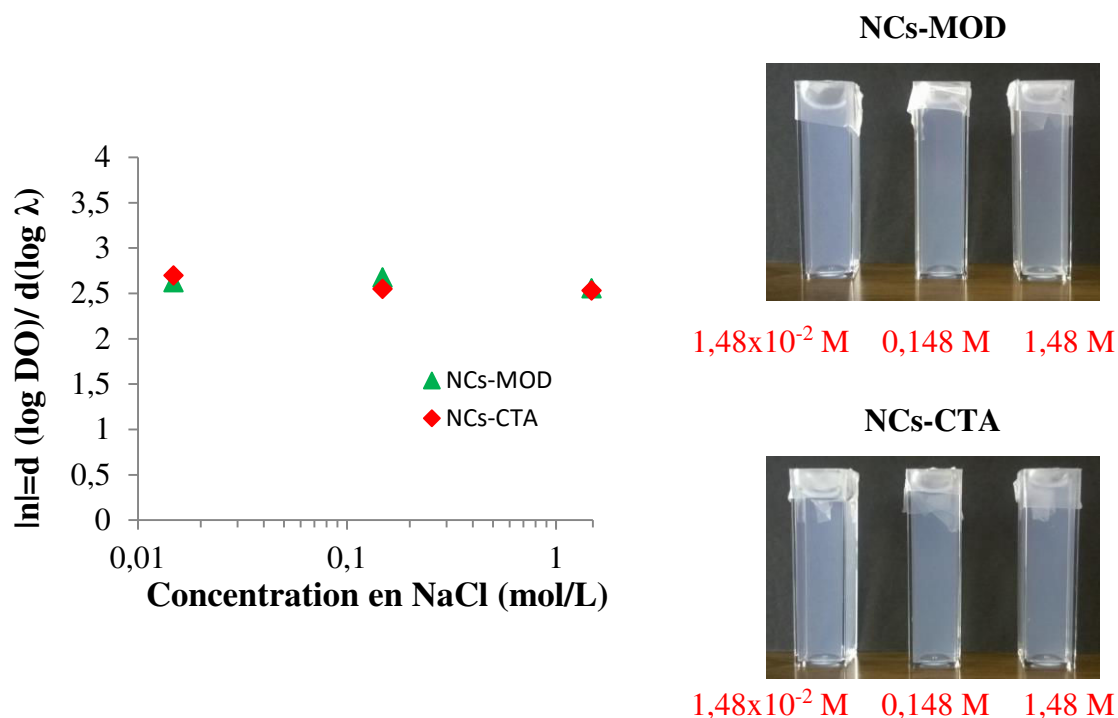 NCs-MOD
4
3,5
3
2,5
2
1,5
1
0,5
0
0,01 0,1 1
|n|=d (log DO)/ d(log λ)
Concentration en NaCl (mol/L)
NCs-MOD
NCs-CTA
1,48x10⁻² M 0,148 M 1,48 M
NCs-CTA
1,48x10⁻² M 0,148 M 1,48 M